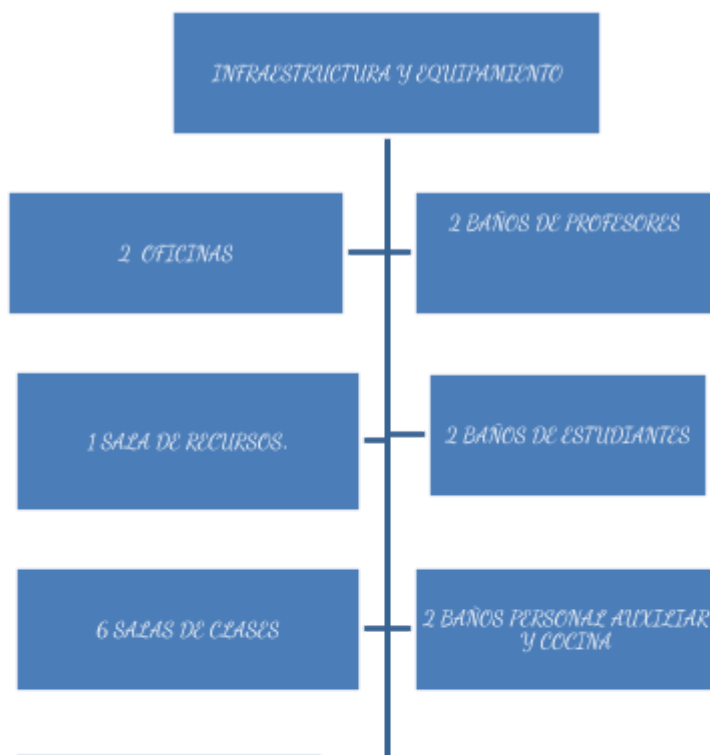 INFRAESTRUCTURA Y EQUIPAMIENTO
2 OFICINAS
2 BAÑOS DE PROFESORES
1 SALA DE RECURSOS.
2 BAÑOS DE ESTUDIANTES
6 SALAS DE CLASES
2 BAÑOS PERSONAL AUXILIAR
Y COCINA